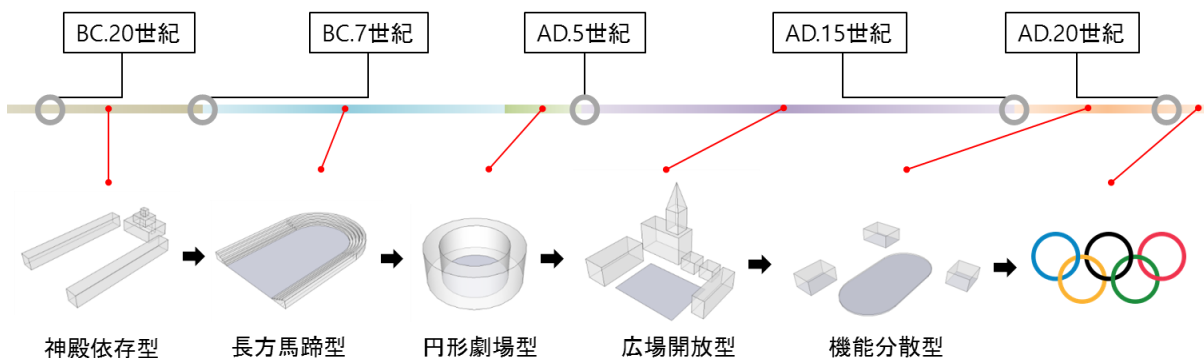 BC.20世紀
BC.7世紀
AD.5世紀
AD.15世紀
AD.20世紀
神殿依存型
長方馬蹄型
円形劇場型
広場開放型
機能分散型